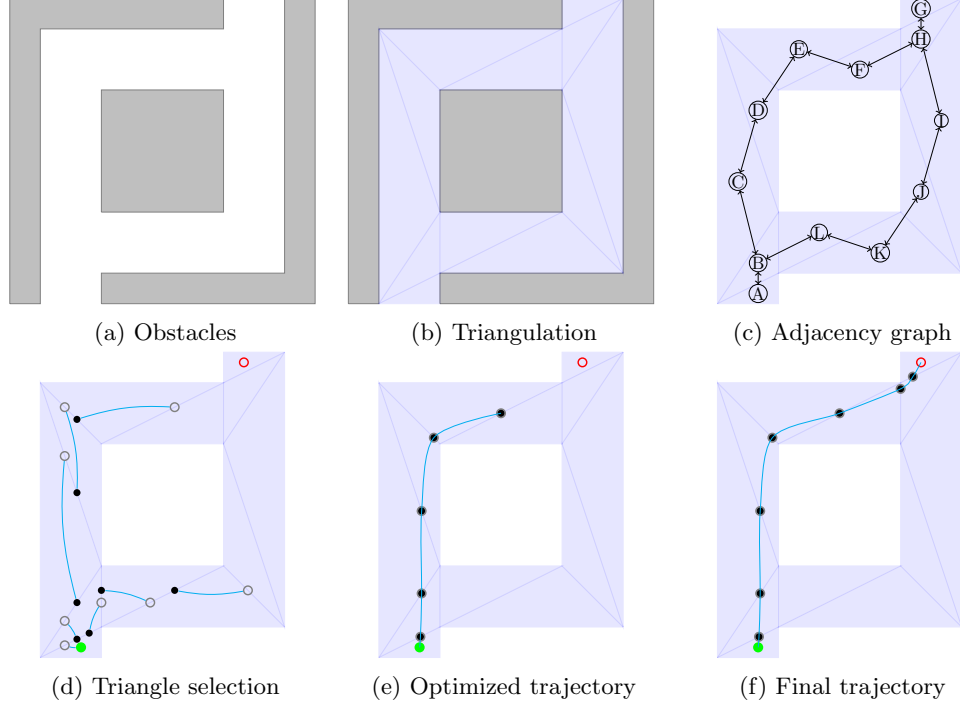 G
H
E
F
D
I
C
J
L
K
B
A
(a) Obstacles
(b) Triangulation
(c) Adjacency graph
(d) Triangle selection
(e) Optimized trajectory
(f) Final trajectory